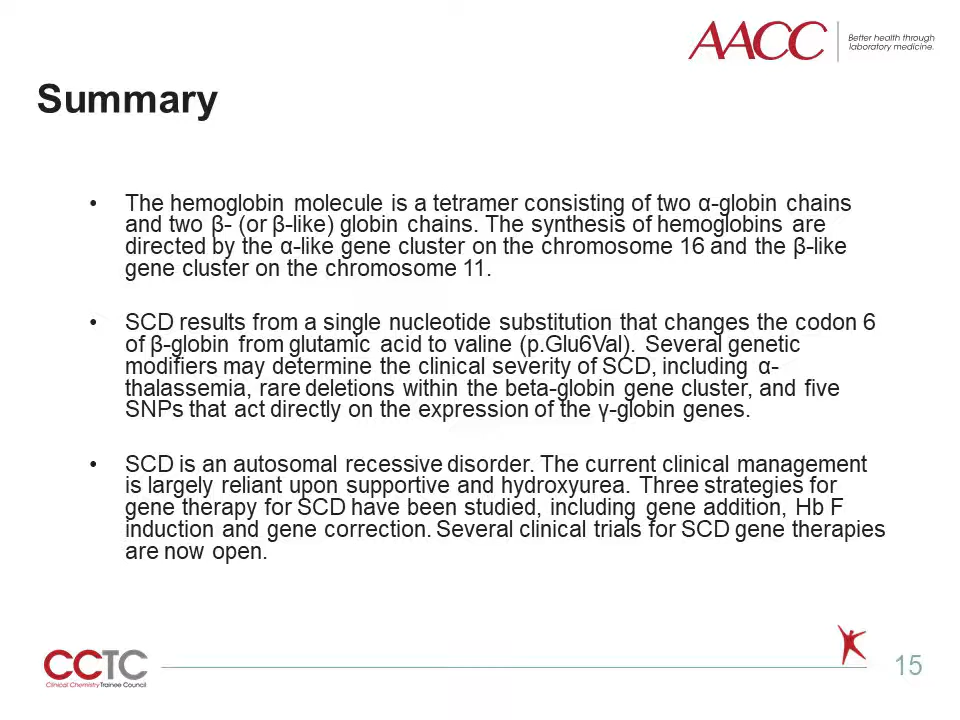 AACC
Better health through
laboratory medicine.
Summary
• The hemoglobin molecule is a tetramer consisting of two α-globin chains
and two β- (or β-like) globin chains. The synthesis of hemoglobins are
directed by the α-like gene cluster on the chromosome 16 and the β-like
gene cluster on the chromosome 11.
• SCD results from a single nucleotide substitution that changes the codon 6
of β-globin from glutamic acid to valine (p.Glu6Val). Several genetic
modifiers may determine the clinical severity of SCD, including α-
thalassemia, rare deletions within the beta-globin gene cluster, and five
SNPs that act directly on the expression of the γ-globin genes.
• SCD is an autosomal recessive disorder. The current clinical management
is largely reliant upon supportive and hydroxyurea. Three strategies for
gene therapy for SCD have been studied, including gene addition, Hb F
induction and gene correction. Several clinical trials for SCD gene therapies
are now open.
CCTC
Clinical Chemistry Trainee Council
15